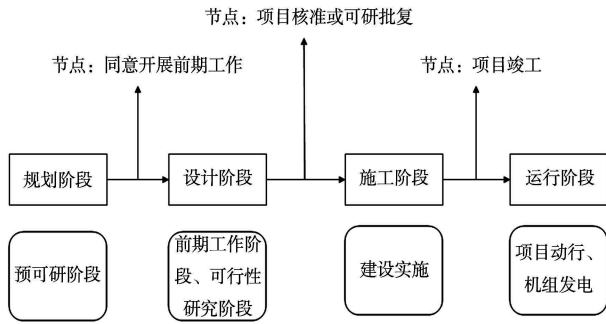 节点：项目核准或可研批复
节点：同意开展前期工作
节点：项目竣工
规划阶段
设计阶段
施工阶段
运行阶段
预可研阶段
前期工作阶
段、可行性
研究阶段
建设实施
项目动行、
机组发电